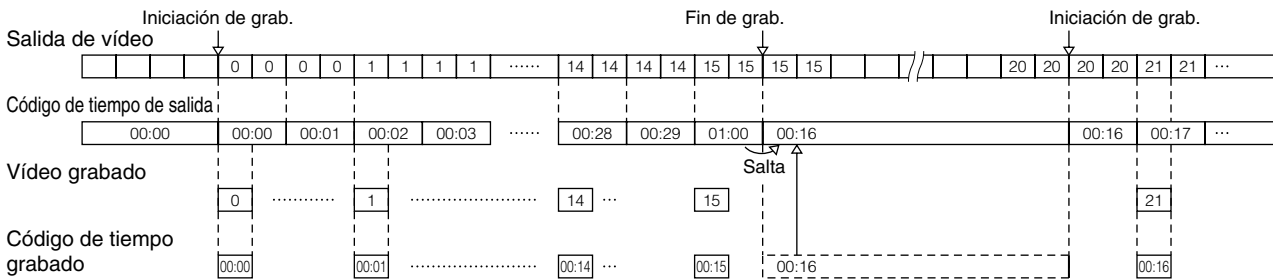 Iniciación de grab. Fin de grab. Iniciación de grab.
Salida de vídeo
0 0 0 0 1 1 1 1 ...... 14 14 14 14 15 15 15 15 20 20 20 20 21 21 ...
Código de tiempo de salida
00:00 00:00 00:01 00:02 00:03 ...... 00:28 00:29 01:00 00:16 00:16 00:17 ...
Salta
Vídeo grabado
0 ............ 1 ........................ 14 ... 15 21
Código de tiempo
grabado
00:00 00:01 ........................ 00:14 ... 00:15 00:16 00:16